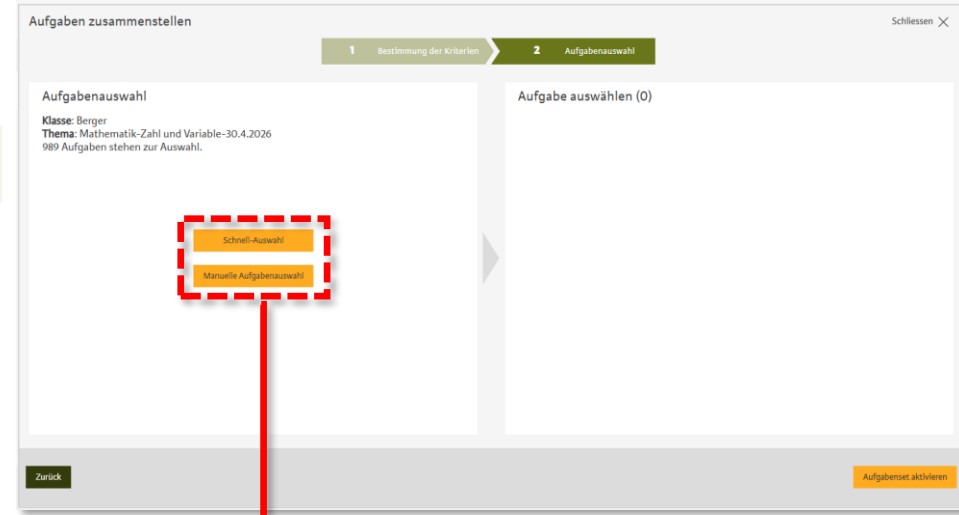 Aufgaben zusammenstellen
Schliessen
1 Bestimmung der Kriterien
2 Aufgabenauswahl
Aufgabenauswahl
Klasse: Berger
Thema: Mathematik-Zahl und Variable-30.4.2026
989 Aufgaben stehen zur Auswahl.
Schnell-Auswahl
Manuelle Aufgabenauswahl
Aufgabe auswählen (0)
Zurück
Aufgabenset aktivieren